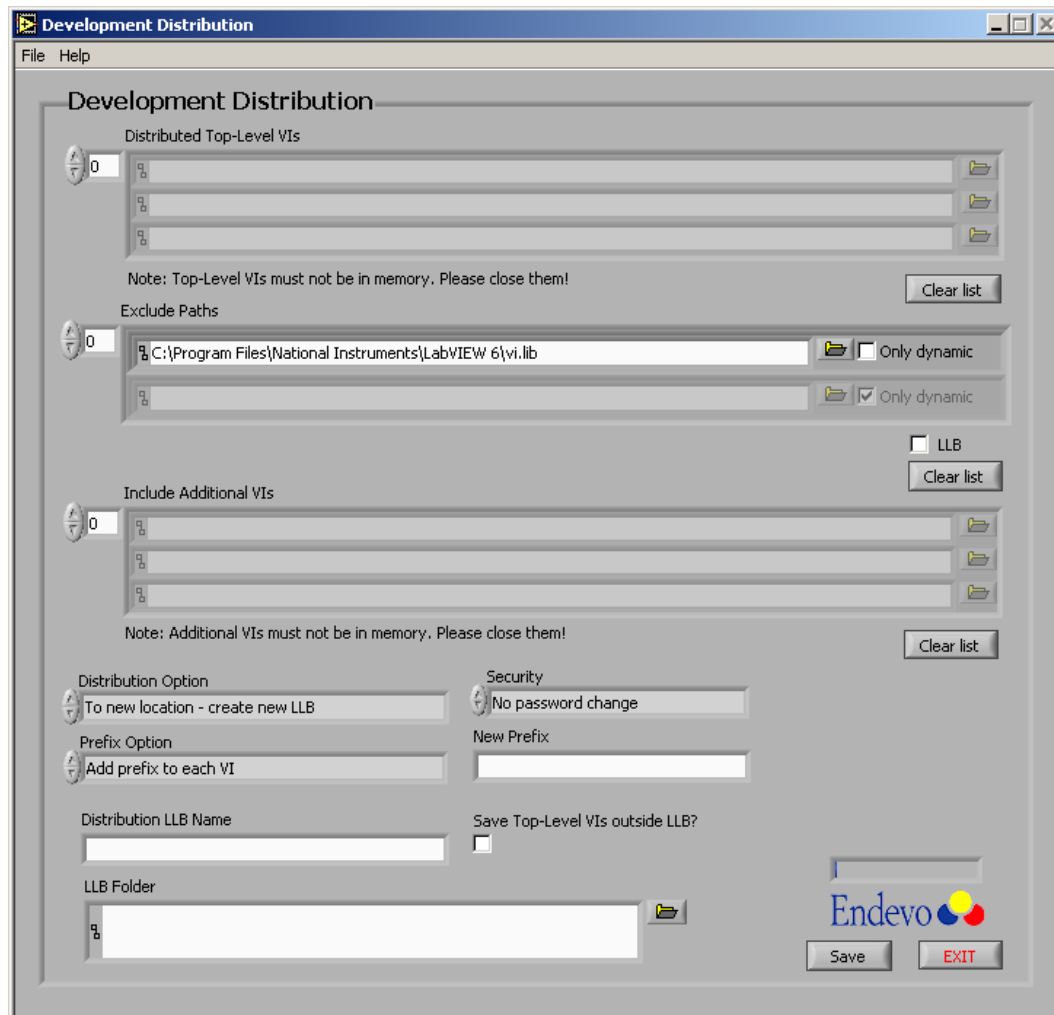 Development Distribution
File Help
Development Distribution
Distributed Top-Level VIs
0
Note: Top-Level VIs must not be in memory. Please close them!
Clear list
Exclude Paths
0
C:\Program Files\National Instruments\LabVIEW 6\vi.lib
Only dynamic
Only dynamic
LLB
Clear list
Include Additional VIs
0
Note: Additional VIs must not be in memory. Please close them!
Clear list
Distribution Option
Security
To new location - create new LLB
No password change
Prefix Option
New Prefix
Add prefix to each VI
Distribution LLB Name
Save Top-Level VIs outside LLB?
LLB Folder
Endevo
Save
EXIT